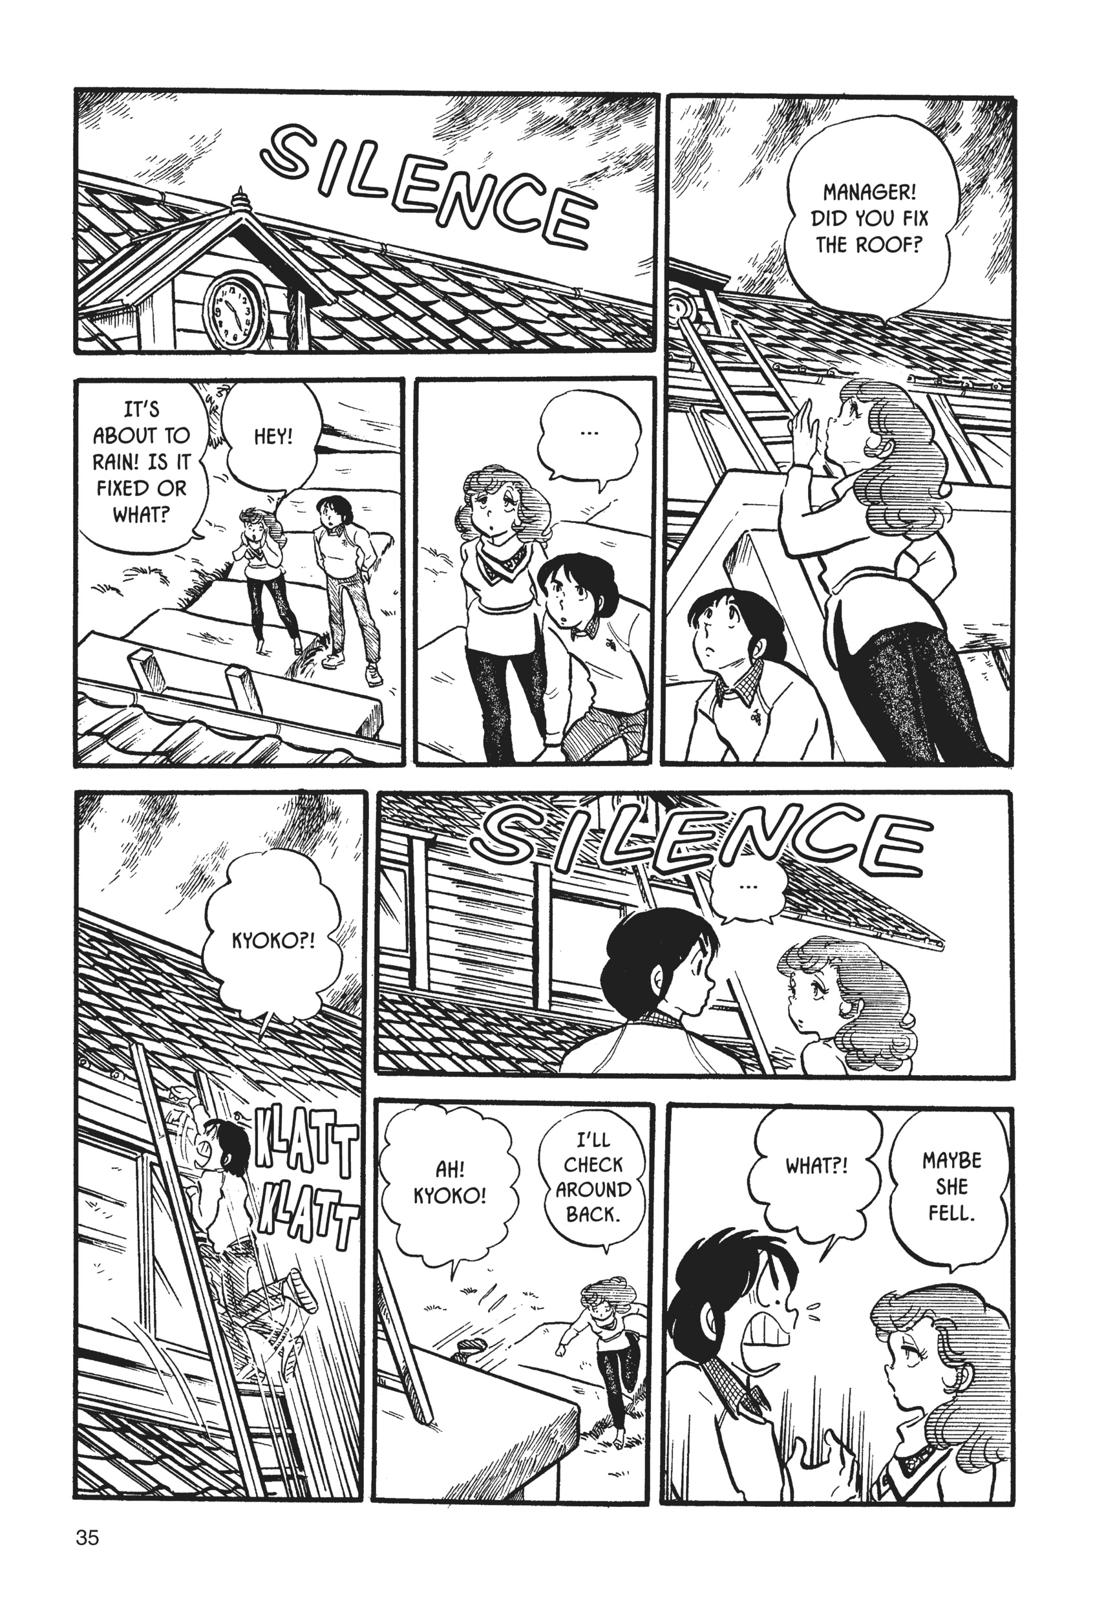 MANAGER!
DID YOU FIX
THE ROOF?
SILENCE
...
HEY!
IT'S
ABOUT TO
RAIN! IS IT
FIXED OR
WHAT?
SILENCE
...
KYOKO?!
KLATT
KLATT
MAYBE
SHE
FELL.
WHAT?!
I'LL
CHECK
AROUND
BACK.
AH!
KYOKO!
35